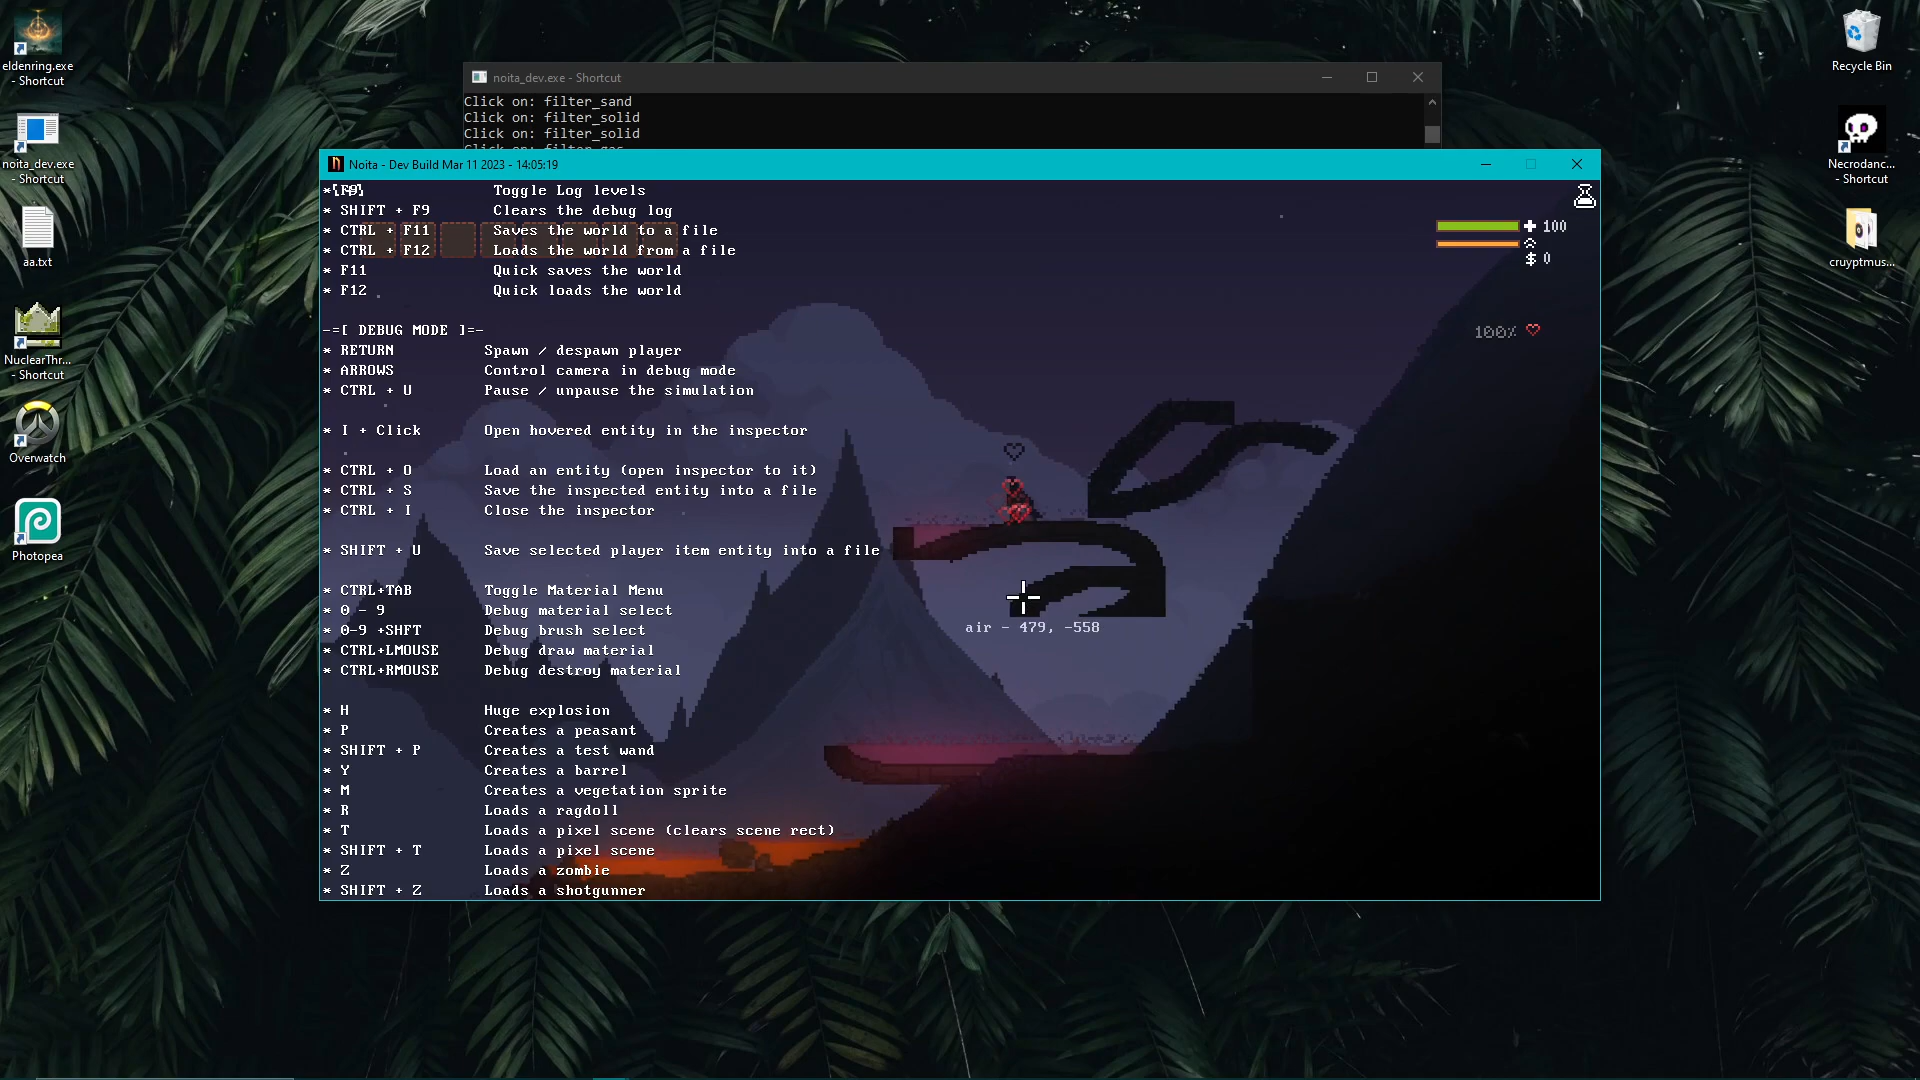 eldenring.exe
- Shortcut
noita_dev.exe
- Shortcut
aa.txt
NuclearThr...
- Shortcut
Overwatch
Photopea
Recycle Bin
Necrodanc...
- Shortcut
cruyptmus...
noita_dev.exe - Shortcut
Click on: filter_sand
Click on: filter_solid
Click on: filter_solid
Click on: filter_gas
Noita - Dev Build Mar 11 2023 - 14:05:19
* F9 Toggle Log levels
* SHIFT + F9 Clears the debug log
* CTRL + F11 Saves the world to a file
* CTRL + F12 Loads the world from a file
* F11 Quick saves the world
* F12 Quick loads the world
-=[ DEBUG MODE ]=-
* RETURN Spawn / despawn player
* ARROWS Control camera in debug mode
* CTRL + U Pause / unpause the simulation
* I + Click Open hovered entity in the inspector
* CTRL + O Load an entity (open inspector to it)
* CTRL + S Save the inspected entity into a file
* CTRL + I Close the inspector
* SHIFT + U Save selected player item entity into a file
* CTRL+TAB Toggle Material Menu
* 0 - 9 Debug material select
* 0-9 +SHFT Debug brush select
* CTRL+LMOUSE Debug draw material
* CTRL+RMOUSE Debug destroy material
* H Huge explosion
* P Creates a peasant
* SHIFT + P Creates a test wand
* Y Creates a barrel
* M Creates a vegetation sprite
* R Loads a ragdoll
* T Loads a pixel scene (clears scene rect)
* SHIFT + T Loads a pixel scene
* Z Loads a zombie
* SHIFT + Z Loads a shotgunner
100
$ 0
100%
air - 479, -558